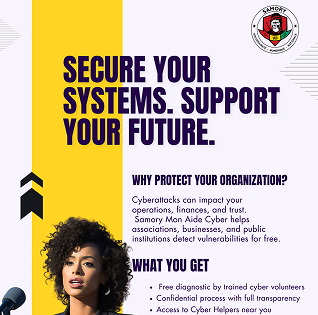 SAMORY
SECURE YOUR
SYSTEMS. SUPPORT
YOUR FUTURE.
WHY PROTECT YOUR ORGANIZATION?
Cyberattacks can impact your
operations, finances, and trust.
Samory Mon Aide Cyber helps
associations, businesses, and public
institutions detect vulnerabilities for free.
WHAT YOU GET
• Free diagnostic by trained cyber volunteers
• Confidential process with full transparency
• Access to Cyber Helpers near you